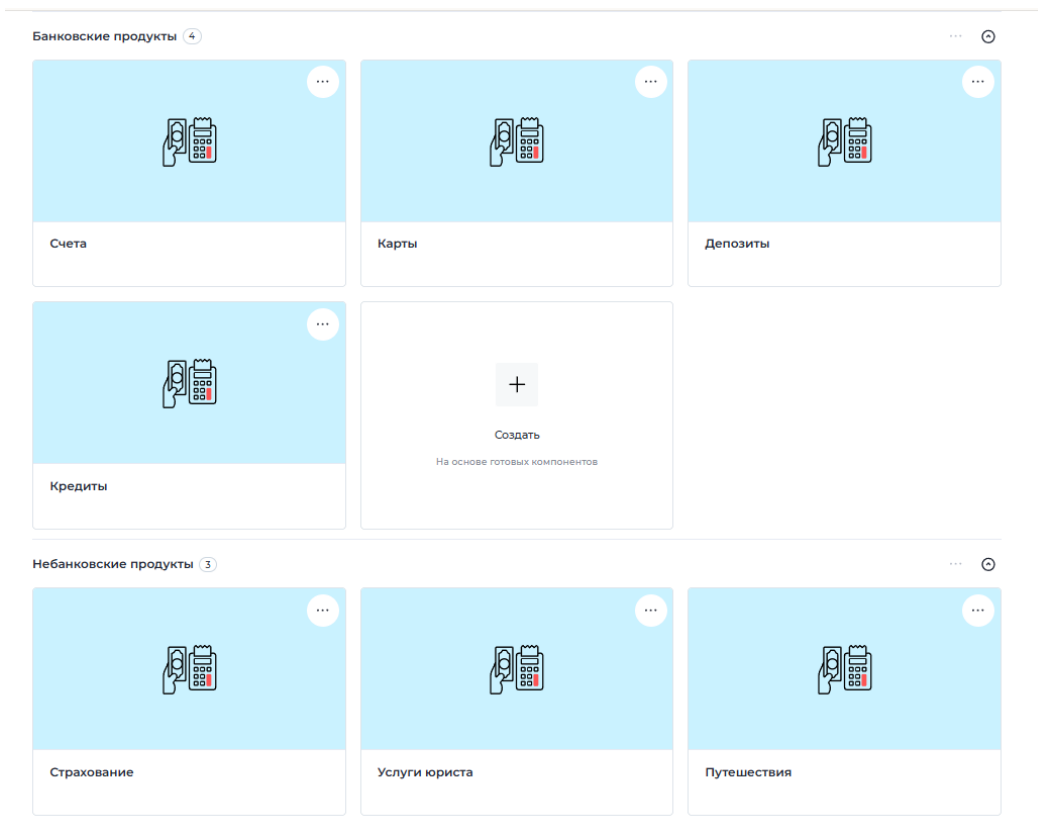 Банковские продукты 4
Счета
Карты
Депозиты
Кредиты
Создать
На основе готовых компонентов
Небанковские продукты 3
Страхование
Услуги юриста
Путешествия